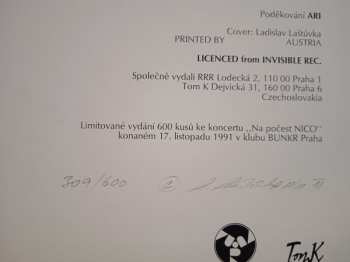 Poděkování ARI
Cover: Ladislav Laštůvka
PRINTED BY AUSTRIA
LICENCED from INVISIBLE REC.
Společně vydali RRR Lodecká 2, 110 00 Praha 1
Tom K Dejvická 31, 160 00 Praha 6
Czechoslovakia
Limitované vydání 600 kusů ke koncertu ,,Na počest NICO''
konaném 17. listopadu 1991 v klubu BUNKR Praha
309/600
Tom K